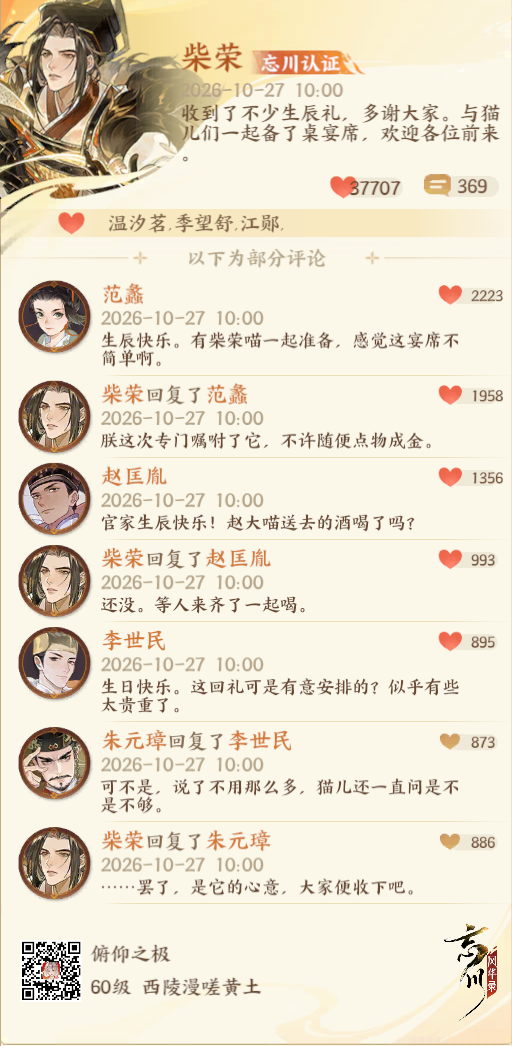 柴荣 忘川认证
2026-10-27 10:00
收到了不少生辰礼，多谢大家。与猫
儿们一起备了桌宴席，欢迎各位前来
。
37707 369
温汐茗,季望舒,江郧,
以下为部分评论
范蠡 2223
2026-10-27 10:00
生辰快乐。有柴荣喵一起准备，感觉这宴席不
简单啊。
柴荣回复了范蠡 1958
2026-10-27 10:00
朕这次专门嘱咐了它，不许随便点物成金。
赵匡胤 1356
2026-10-27 10:00
官家生辰快乐！赵大喵送去的酒喝了吗？
柴荣回复了赵匡胤 993
2026-10-27 10:00
还没。等人来齐了一起喝。
李世民 895
2026-10-27 10:00
生日快乐。这回礼可是有意安排的？似乎有些
太贵重了。
朱元璋回复了李世民 873
2026-10-27 10:00
可不是，说了不用那么多，猫儿还一直问是不
是不够。
柴荣回复了朱元璋 886
2026-10-27 10:00
……罢了，是它的心意，大家便收下吧。
俯仰之极
60级 西陵漫嗟黄土
忘川
风华录